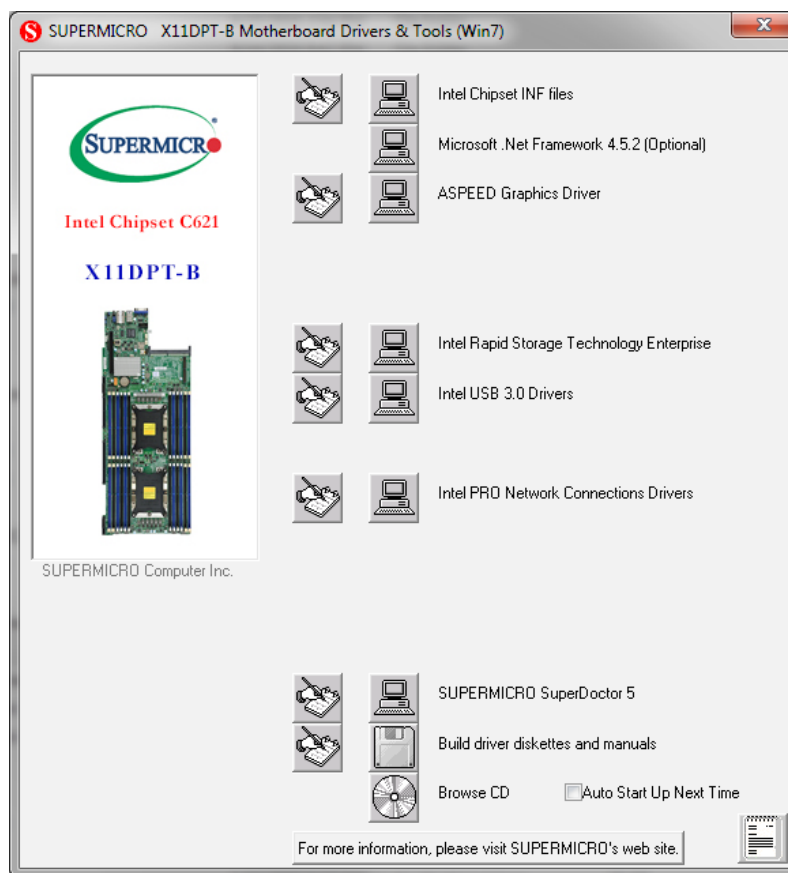 SUPERMICRO X11DPT-B Motherboard Drivers & Tools (Win7)
SUPERMICR
Intel Chipset C621
X11DPT-B
SUPERMICRO Computer Inc.
Intel Chipset INF files
Microsoft .Net Framework 4.5.2 (Optional)
ASPEED Graphics Driver
Intel Rapid Storage Technology Enterprise
Intel USB 3.0 Drivers
Intel PRO Network Connections Drivers
SUPERMICRO SuperDoctor 5
Build driver diskettes and manuals
Browse CD
Auto Start Up Next Time
For more information, please visit SUPERMICRO's web site.